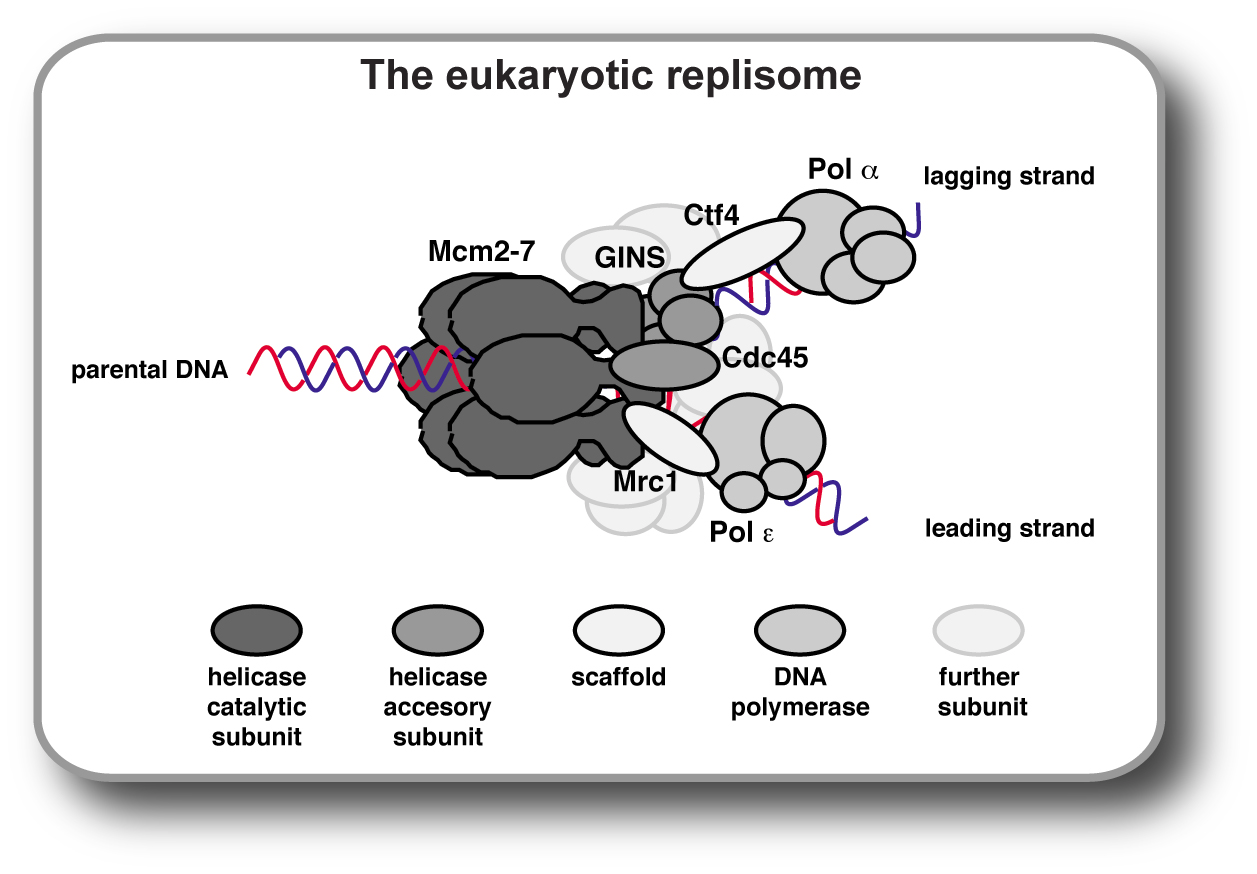 The eukaryotic replisome
Pol α
lagging strand
Ctf4
Mcm2-7
GINS
parental DNA
Cdc45
Mrc1
Pol ε
leading strand
helicase
catalytic
subunit
helicase
accesory
subunit
scaffold
DNA
polymerase
further
subunit